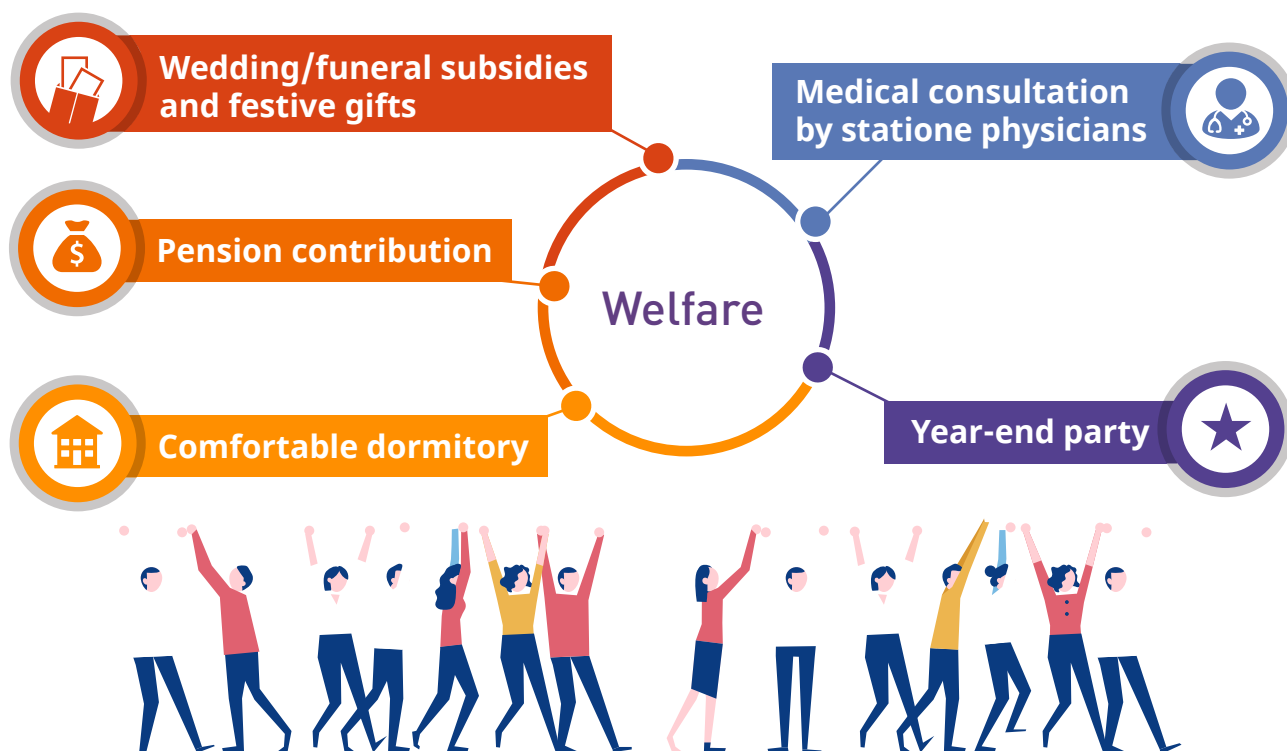 Wedding/funeral subsidies
and festive gifts
Pension contribution
Comfortable dormitory
Welfare
Medical consultation
by statione physicians
Year-end party
$